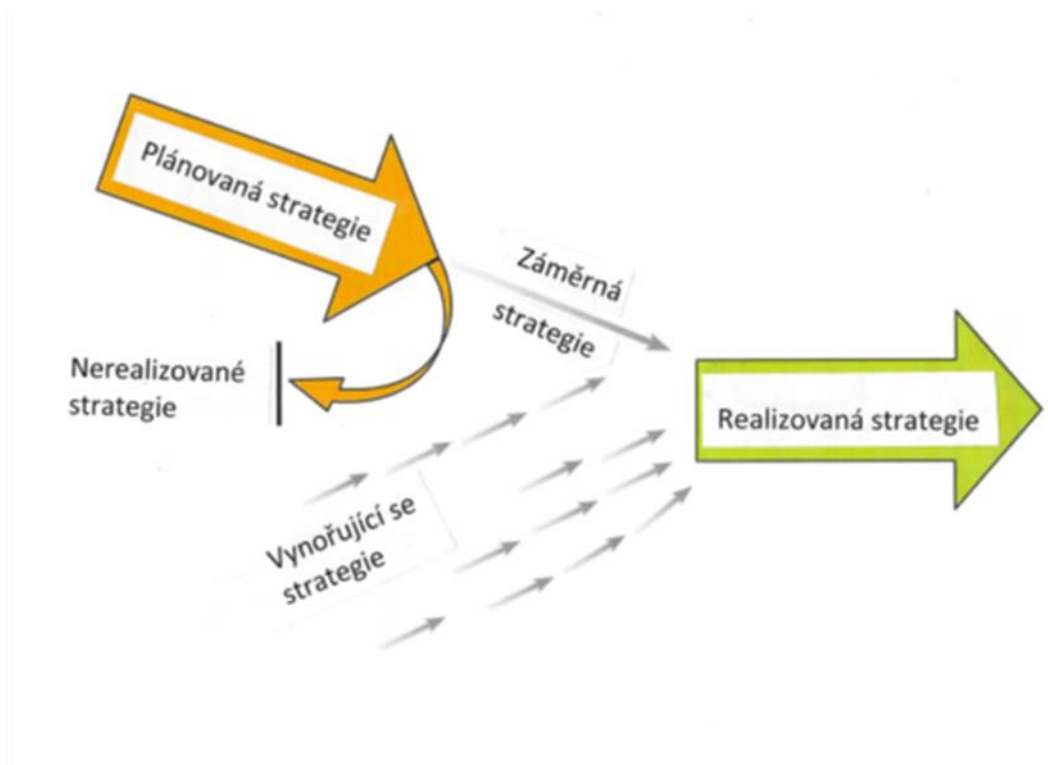 Plánovaná strategie
Záměrná
strategie
Nerealizované
strategie
Realizovaná strategie
Vynořující se
strategie